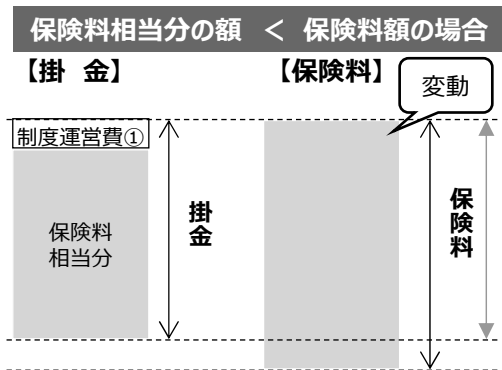 保険料相当分の額 ＜ 保険料額の場合
【掛 金】 【保険料】
変動
制度運営費①
保険料
相当分
掛金
保険料